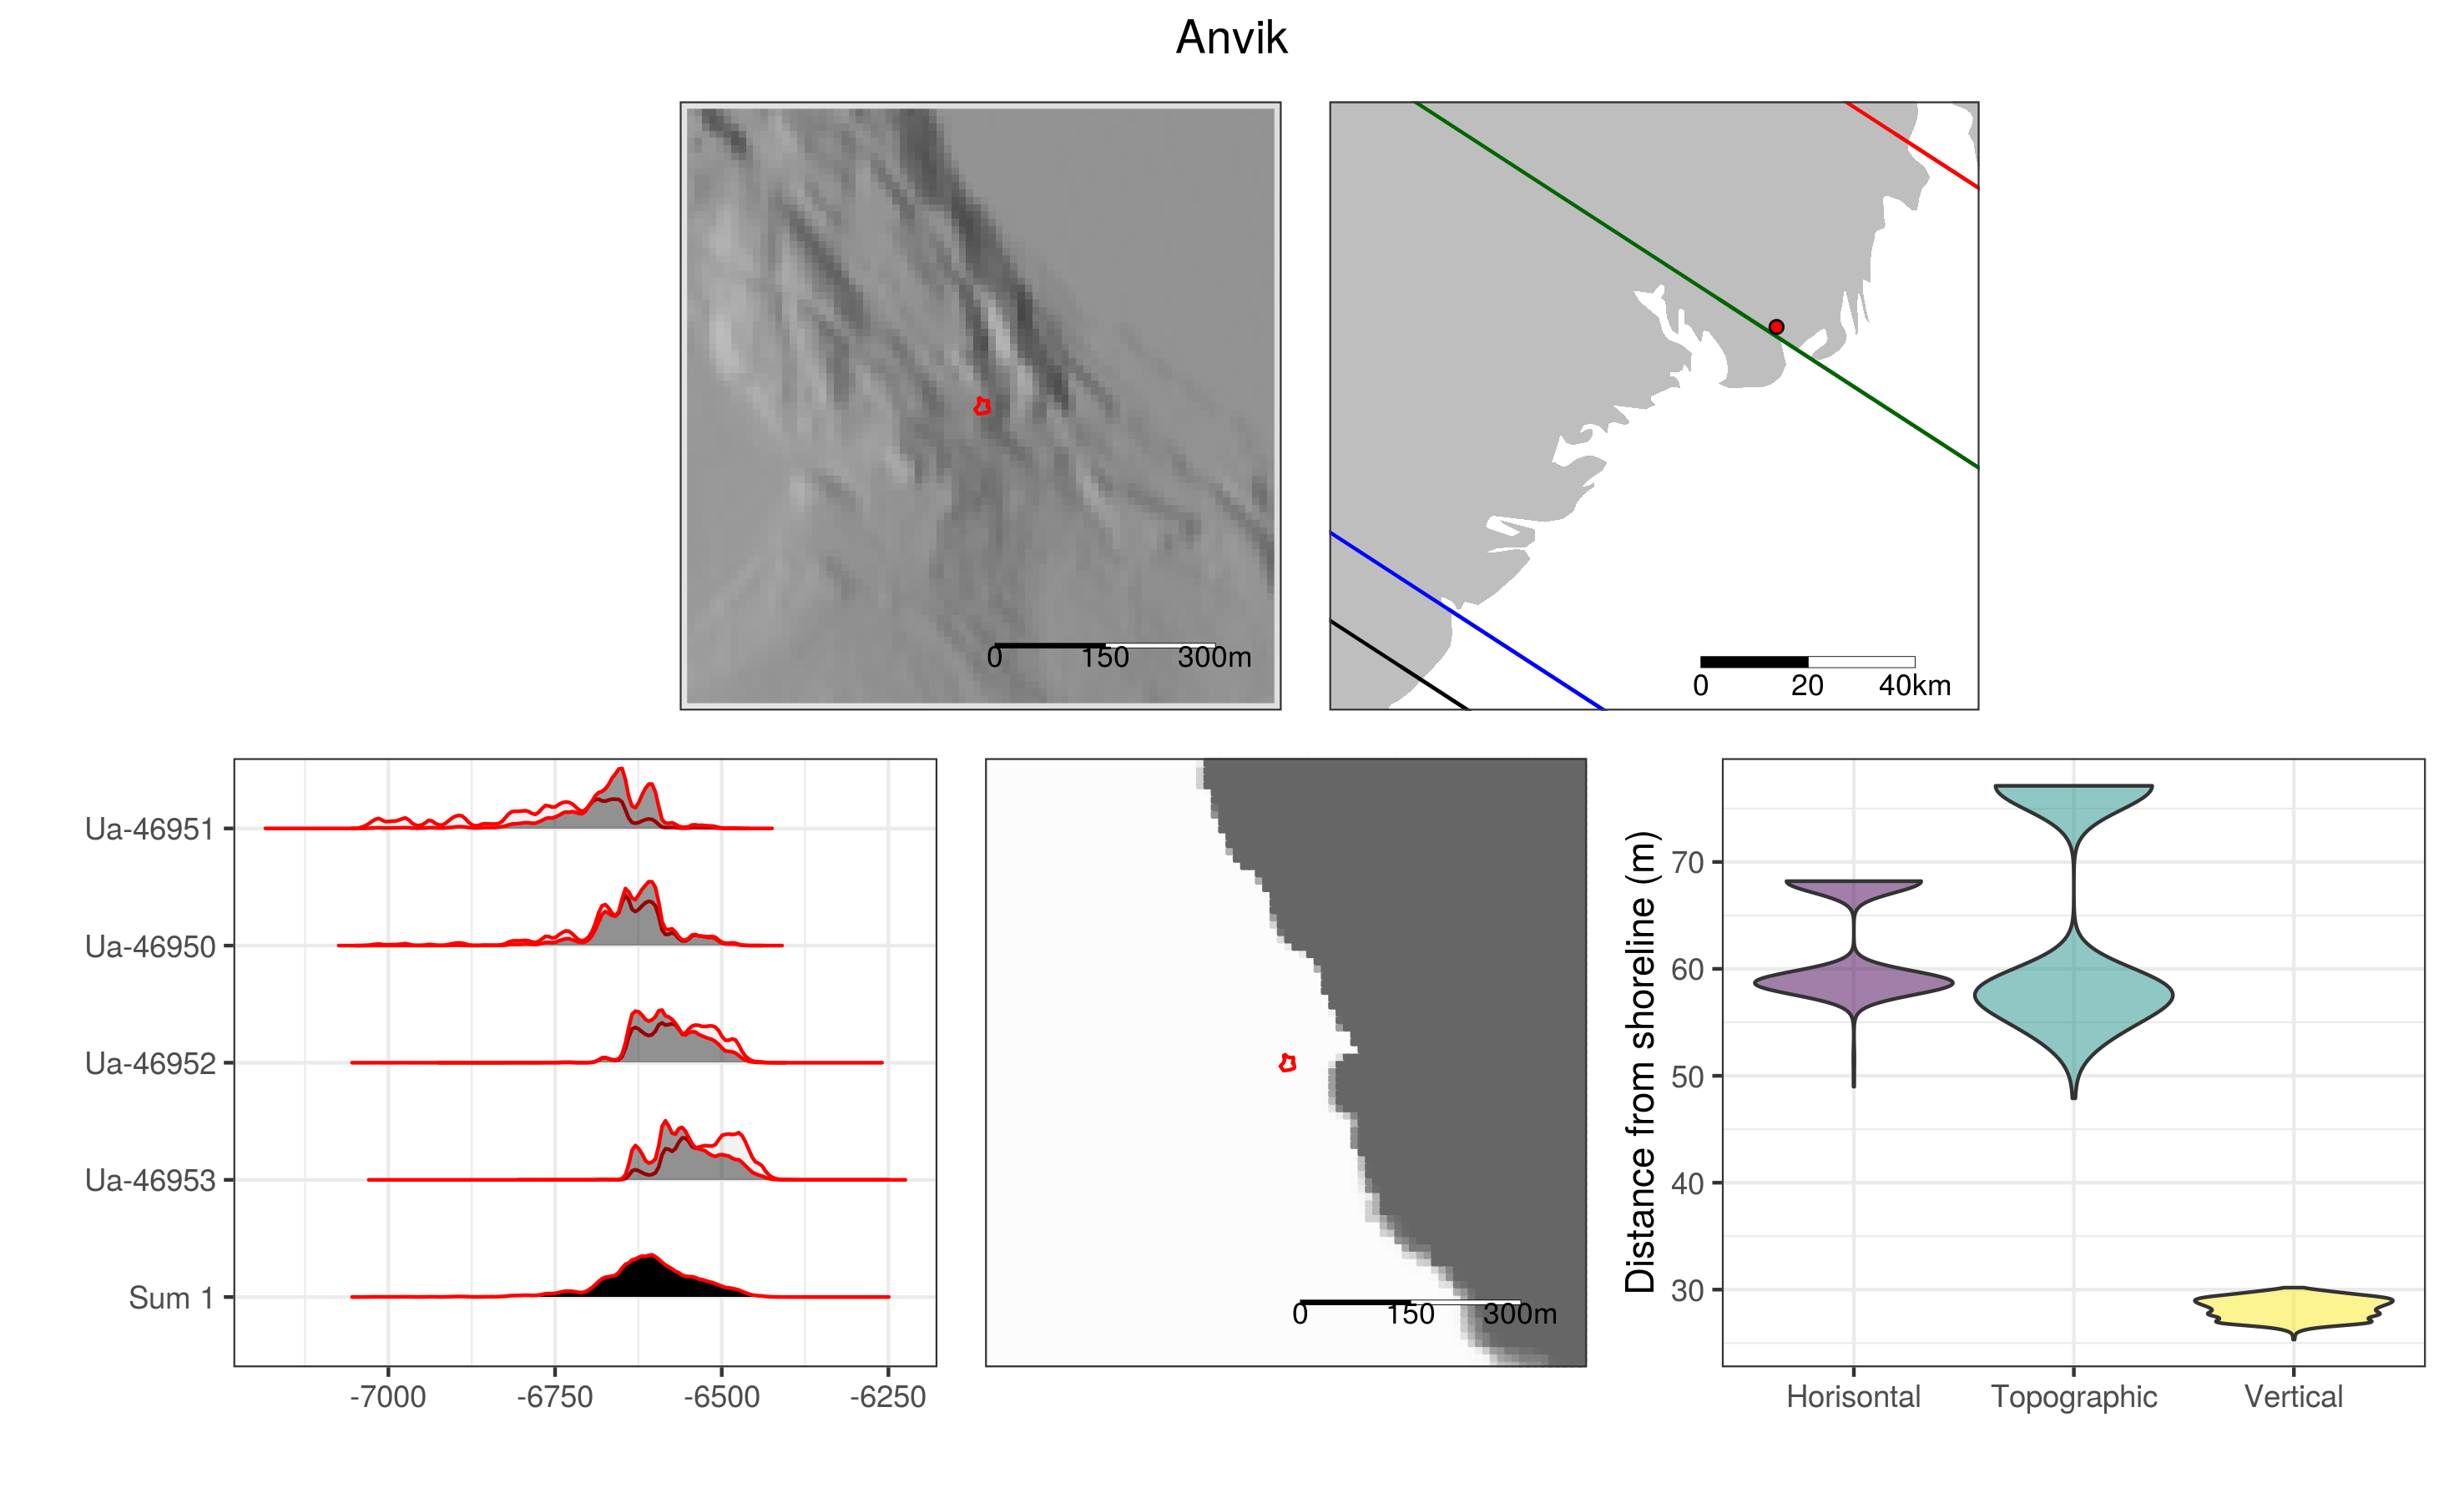 Anvik
0 150 300m
0 20 40km
Ua-46951
Ua-46950
Ua-46952
Ua-46953
Sum 1
-7000 -6750 -6500 -6250
0 150 300m
Distance from shoreline (m)
70
60
50
40
30
Horisontal Topographic Vertical